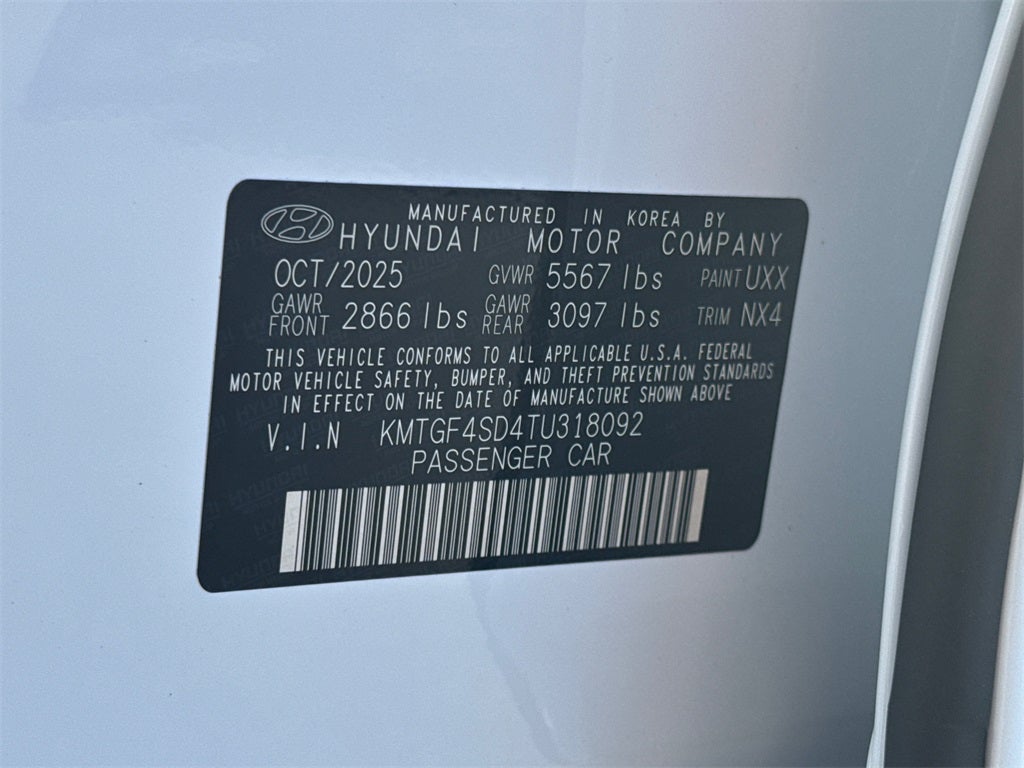 MANUFACTURED IN KOREA BY
HYUNDAI MOTOR COMPANY
OCT/2025 GVWR 5567 lbs PAINT UXX
GAWR FRONT 2866 lbs GAWR REAR 3097 lbs TRIM NX4
THIS VEHICLE CONFORMS TO ALL APPLICABLE U.S.A. FEDERAL
MOTOR VEHICLE SAFETY, BUMPER, AND THEFT PREVENTION STANDARDS
IN EFFECT ON THE DATE OF MANUFACTURE SHOWN ABOVE
V.I.N KMTGF4SD4TU318092
PASSENGER CAR